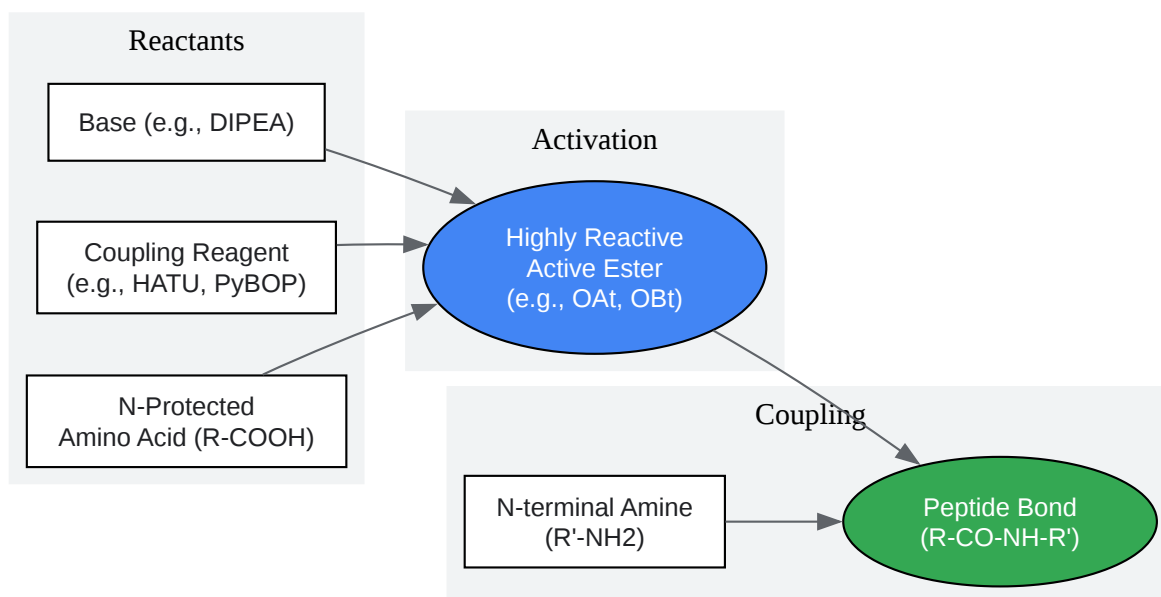 Reactants
Base (e.g., DIPEA)
Coupling Reagent
(e.g., HATU, PyBOP)
N-Protected
Amino Acid (R-COOH)
Activation
Highly Reactive
Active Ester
(e.g., OAt, OBt)
Coupling
N-terminal Amine
(R'-NH2)
Peptide Bond
(R-CO-NH-R')